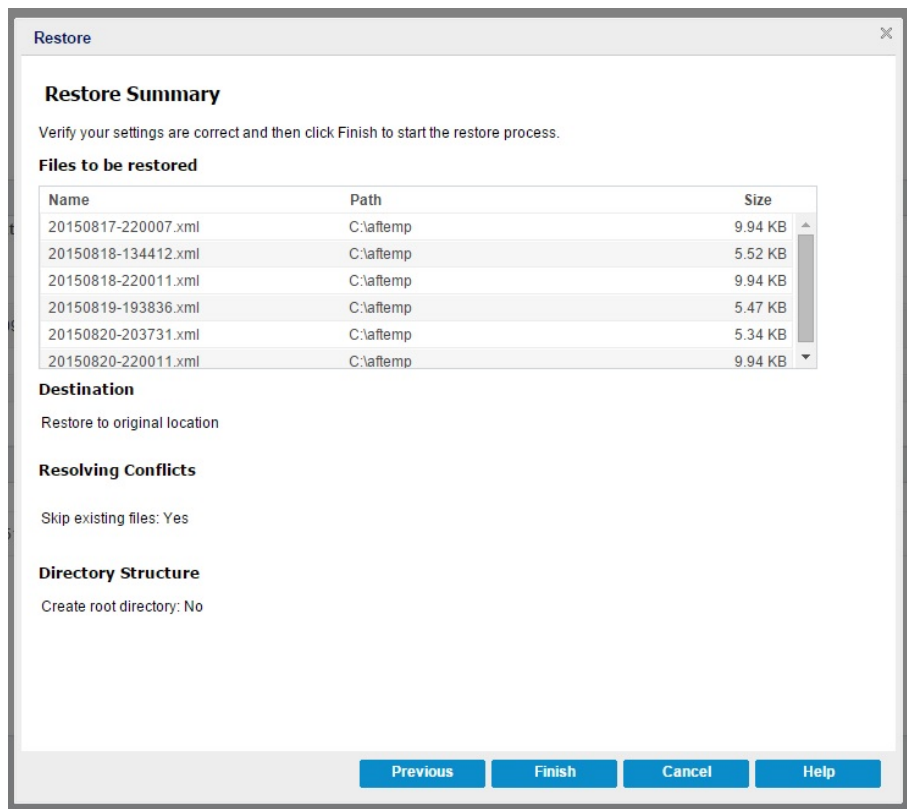 Restore
Restore Summary
Verify your settings are correct and then click Finish to start the restore process.
Files to be restored
Name Path Size
20150817-220007.xml C:\aftemp 9.94 KB
20150818-134412.xml C:\aftemp 5.52 KB
20150818-220011.xml C:\aftemp 9.94 KB
20150819-193836.xml C:\aftemp 5.47 KB
20150820-203731.xml C:\aftemp 5.34 KB
20150820-220011.xml C:\aftemp 9.94 KB
Destination
Restore to original location
Resolving Conflicts
Skip existing files: Yes
Directory Structure
Create root directory: No
Previous Finish Cancel Help